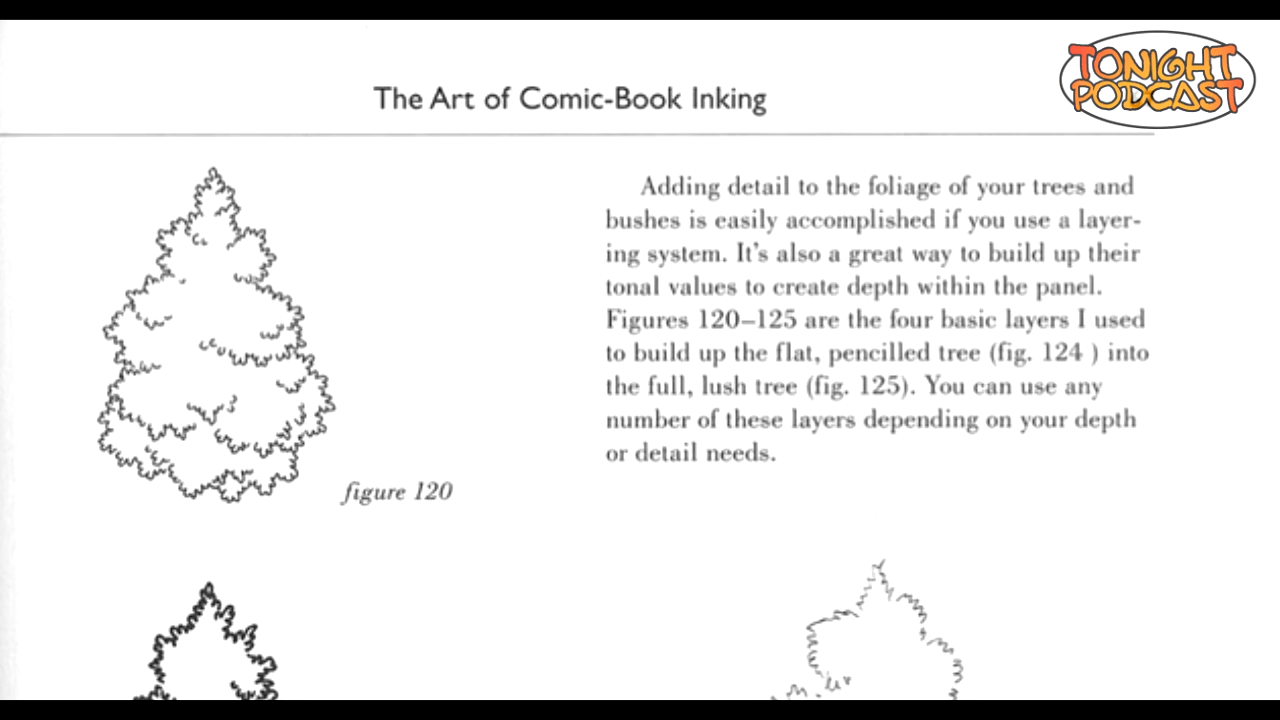 TONIGHT
PODCAST
The Art of Comic-Book Inking
Adding detail to the foliage of your trees and
bushes is easily accomplished if you use a layer-
ing system. It's also a great way to build up their
tonal values to create depth within the panel.
Figures 120–125 are the four basic layers I used
to build up the flat, pencilled tree (fig. 124 ) into
the full, lush tree (fig. 125). You can use any
number of these layers depending on your depth
or detail needs.
figure 120